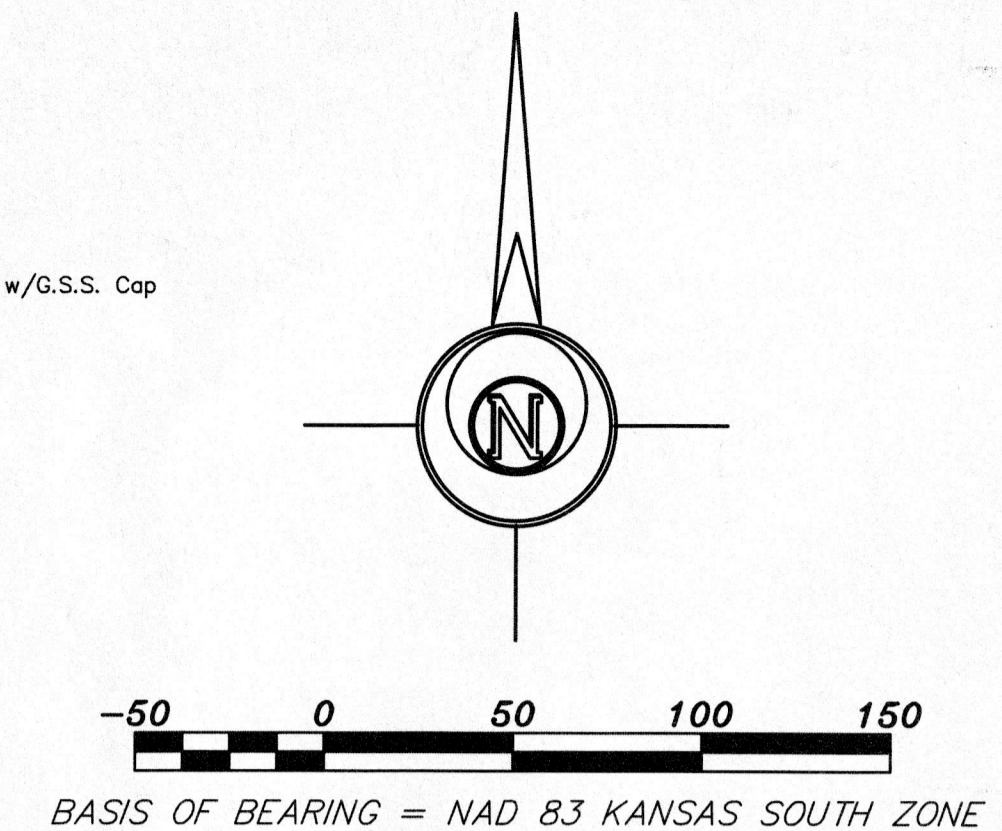 w/G.S.S. Cap
N
-50 0 50 100 150
BASIS OF BEARING = NAD 83 KANSAS SOUTH ZONE